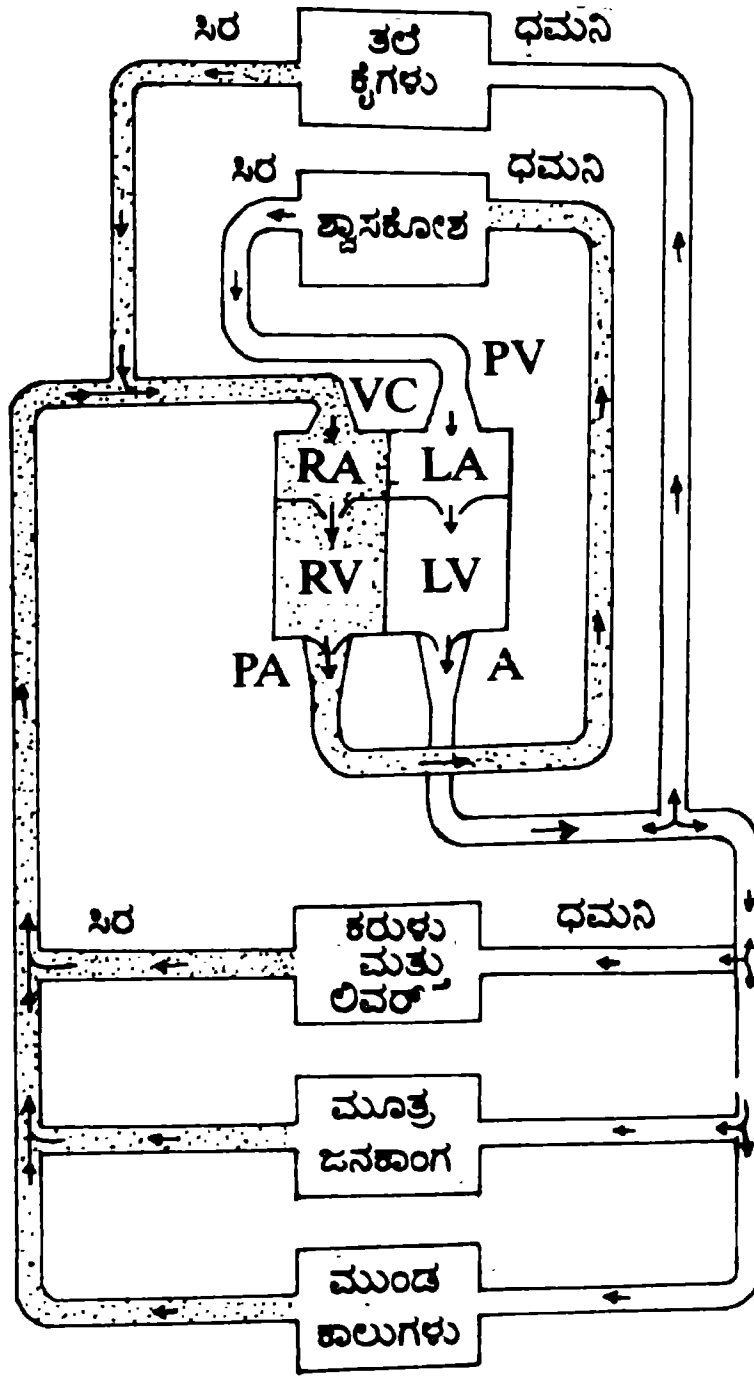 ಸಿರ
ತಲೆ
ಕೈಗಳು
ಧಮನಿ
ಸಿರ
ಶ್ವಾಸಕೋಶ
ಧಮನಿ
PV
VC
RA
LA
RV
LV
PA
A
ಸಿರ
ಕರುಳು
ಮತ್ತು
ಲಿವರ್
ಧಮನಿ
ಮೂತ್ರ
ಜನಕಾಂಗ
ಮುಂಡ
ಕಾಲುಗಳು